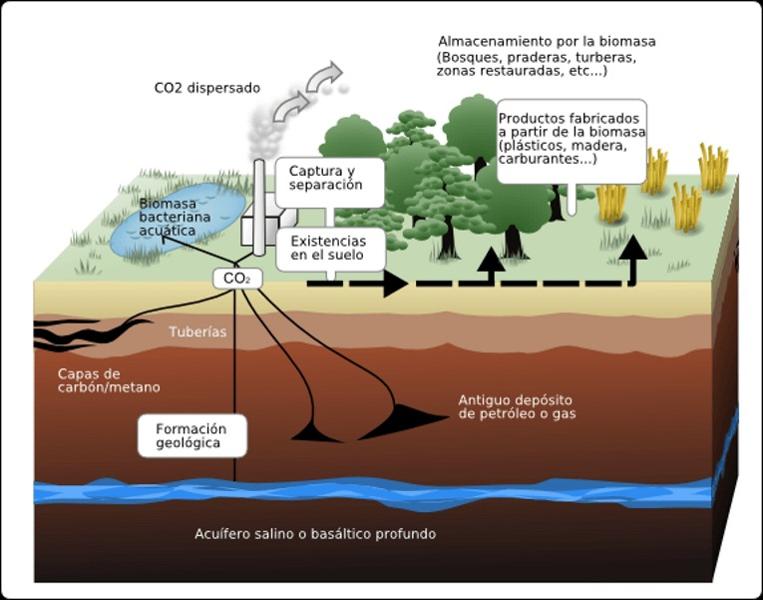 Almacenamiento por la biomasa
(Bosques, praderas, turberas,
zonas restauradas, etc...)
CO2 dispersado
Productos fabricados
a partir de la biomasa
(plásticos, madera,
carburantes...)
Captura y
separación
Biomasa
bacteriana
acuática
Existencias
en el suelo
CO₂
Tuberías
Capas de
carbón/metano
Antiguo depósito
de petróleo o gas
Formación
geológica
Acuífero salino o basáltico profundo